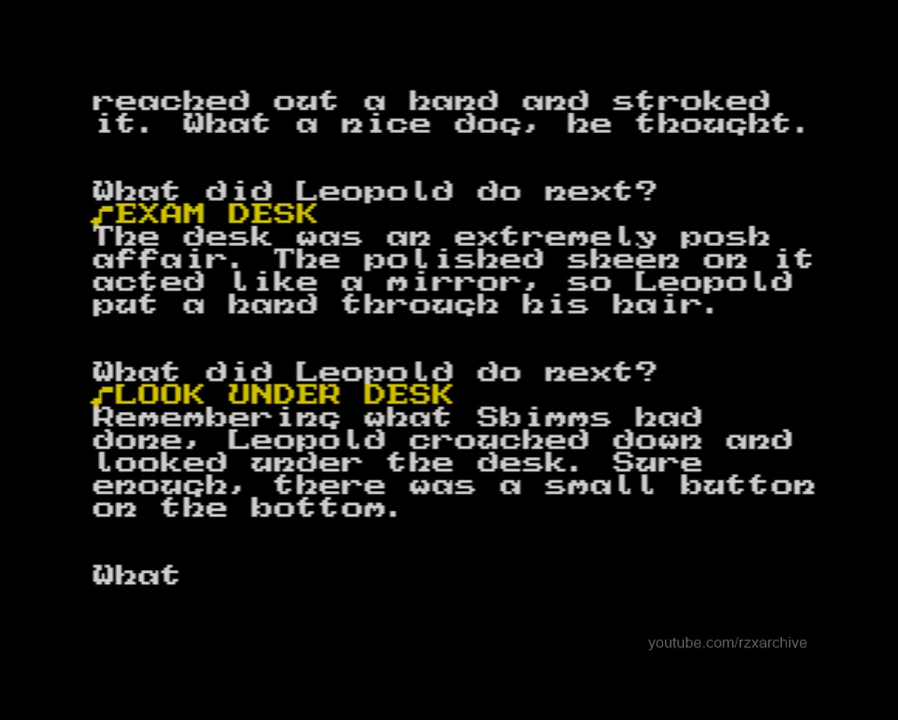 reached out a hand and stroked
it. What a nice dog, he thought.
What did Leopold do next?
EXAM DESK
The desk was an extremely posh
affair. The polished sheen on it
acted like a mirror, so Leopold
put a hand through his hair.
What did Leopold do next?
LOOK UNDER DESK
Remembering what Shimms had
done, Leopold crouched down and
looked under the desk. Sure
enough, there was a small button
on the bottom.
What
youtube.com/rzxarchive